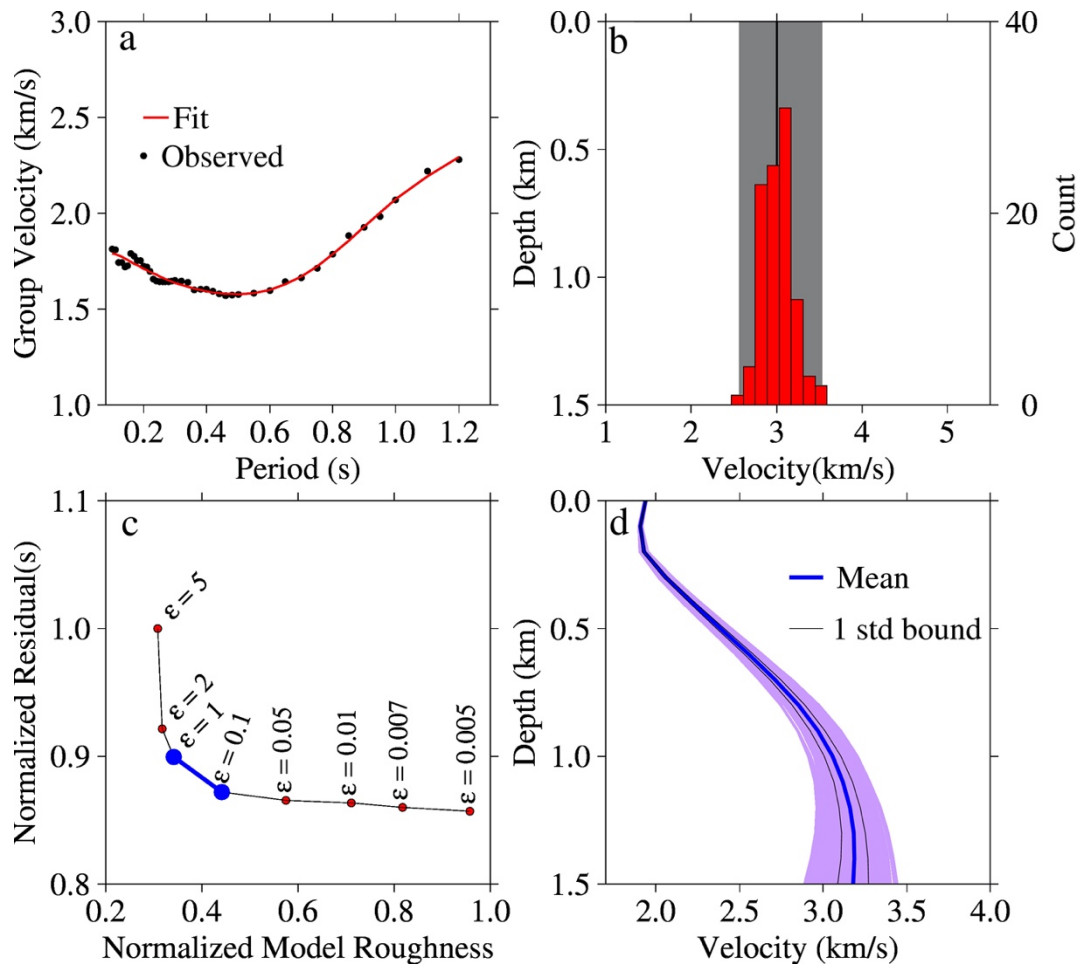 a
3.0
2.5
2.0
1.5
1.0
Group Velocity (km/s)
Fit
Observed
0.2 0.4 0.6 0.8 1.0 1.2
Period (s)
b
0.0
0.5
1.0
1.5
Depth (km)
40
20
0
Count
1 2 3 4 5
Velocity(km/s)
c
1.1
1.0
0.9
0.8
Normalized Residual(s)
ε = 5
ε = 2
ε = 1
ε = 0.1
ε = 0.05
ε = 0.01
ε = 0.007
ε = 0.005
0.2 0.4 0.6 0.8 1.0
Normalized Model Roughness
d
0.0
0.5
1.0
1.5
Depth (km)
Mean
1 std bound
2.0 2.5 3.0 3.5 4.0
Velocity (km/s)